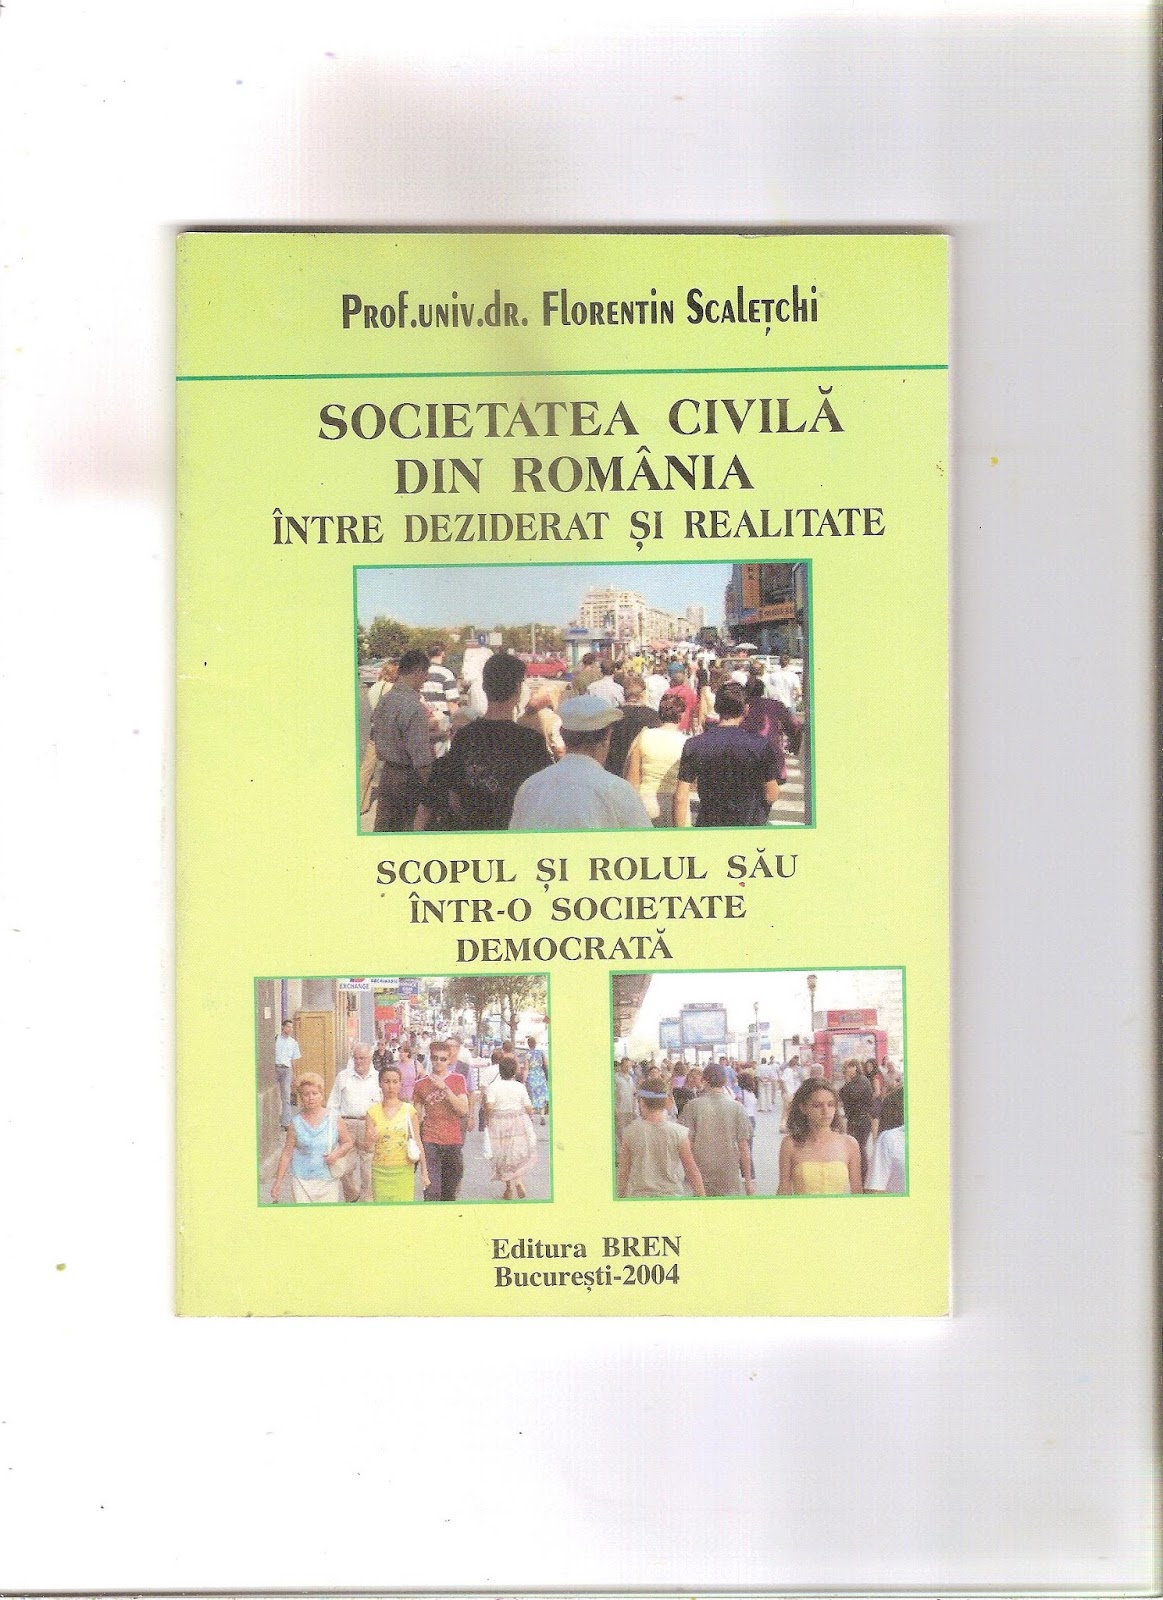 Prof.univ.dr. Florentin Scalețchi
SOCIETATEA CIVILĂ
DIN ROMÂNIA
ÎNTRE DEZIDERAT ȘI REALITATE
SCOPUL ȘI ROLUL SĂU
ÎNTR-O SOCIETATE
DEMOCRATĂ
EXCHANGE
Editura BREN
București-2004